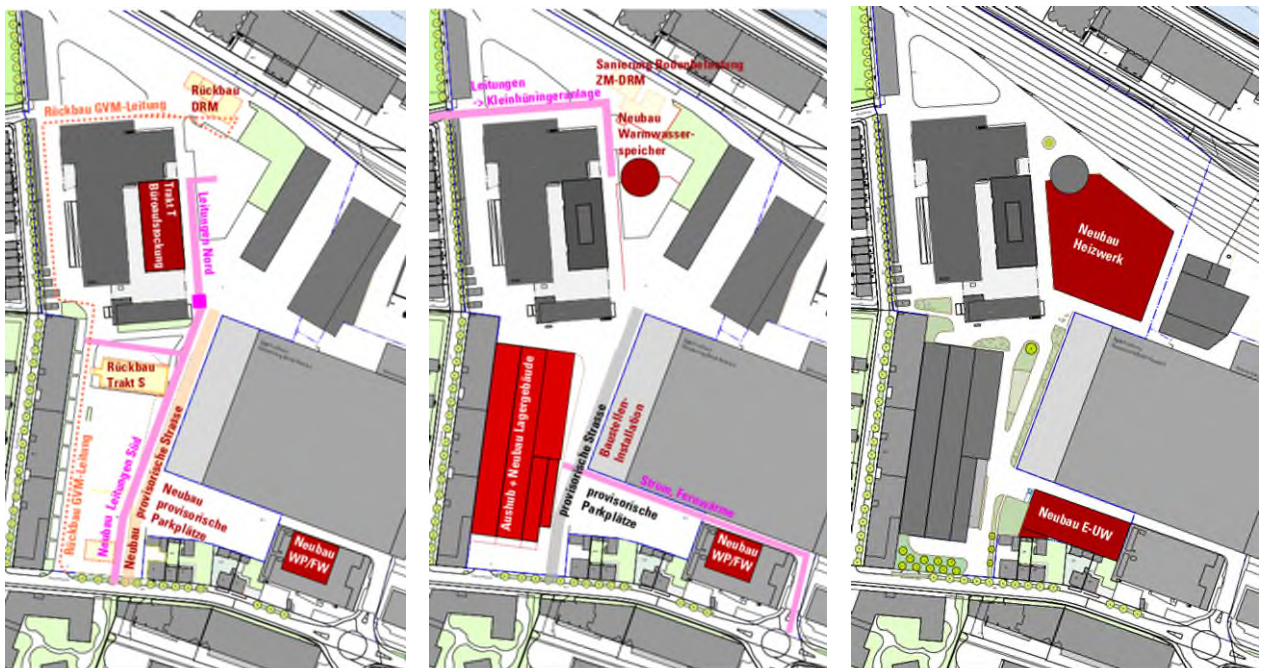 Rückbau GVM-Leitung
Rückbau
DRM
Trakt T
Büroaufstockung
Leitungen Nord
Rückbau
Trakt S
Rückbau GVM-Leitung
Neubau Leitungen Süd
Neubau provisorische Strasse
Neubau
provisorische
Parkplätze
Neubau
WP/FW
Sanierung Bodenbelastung
ZM-DRM
Leitungen
-> Kleinhüningeranlage
Neubau
Warmwasser-
speicher
Aushub + Neubau Lagergebäude
provisorische Strasse
Baustellen-
Installation
Strom, Fernwärme
provisorische
Parkplätze
Neubau
WP/FW
Neubau
Heizwerk
Neubau E-UW